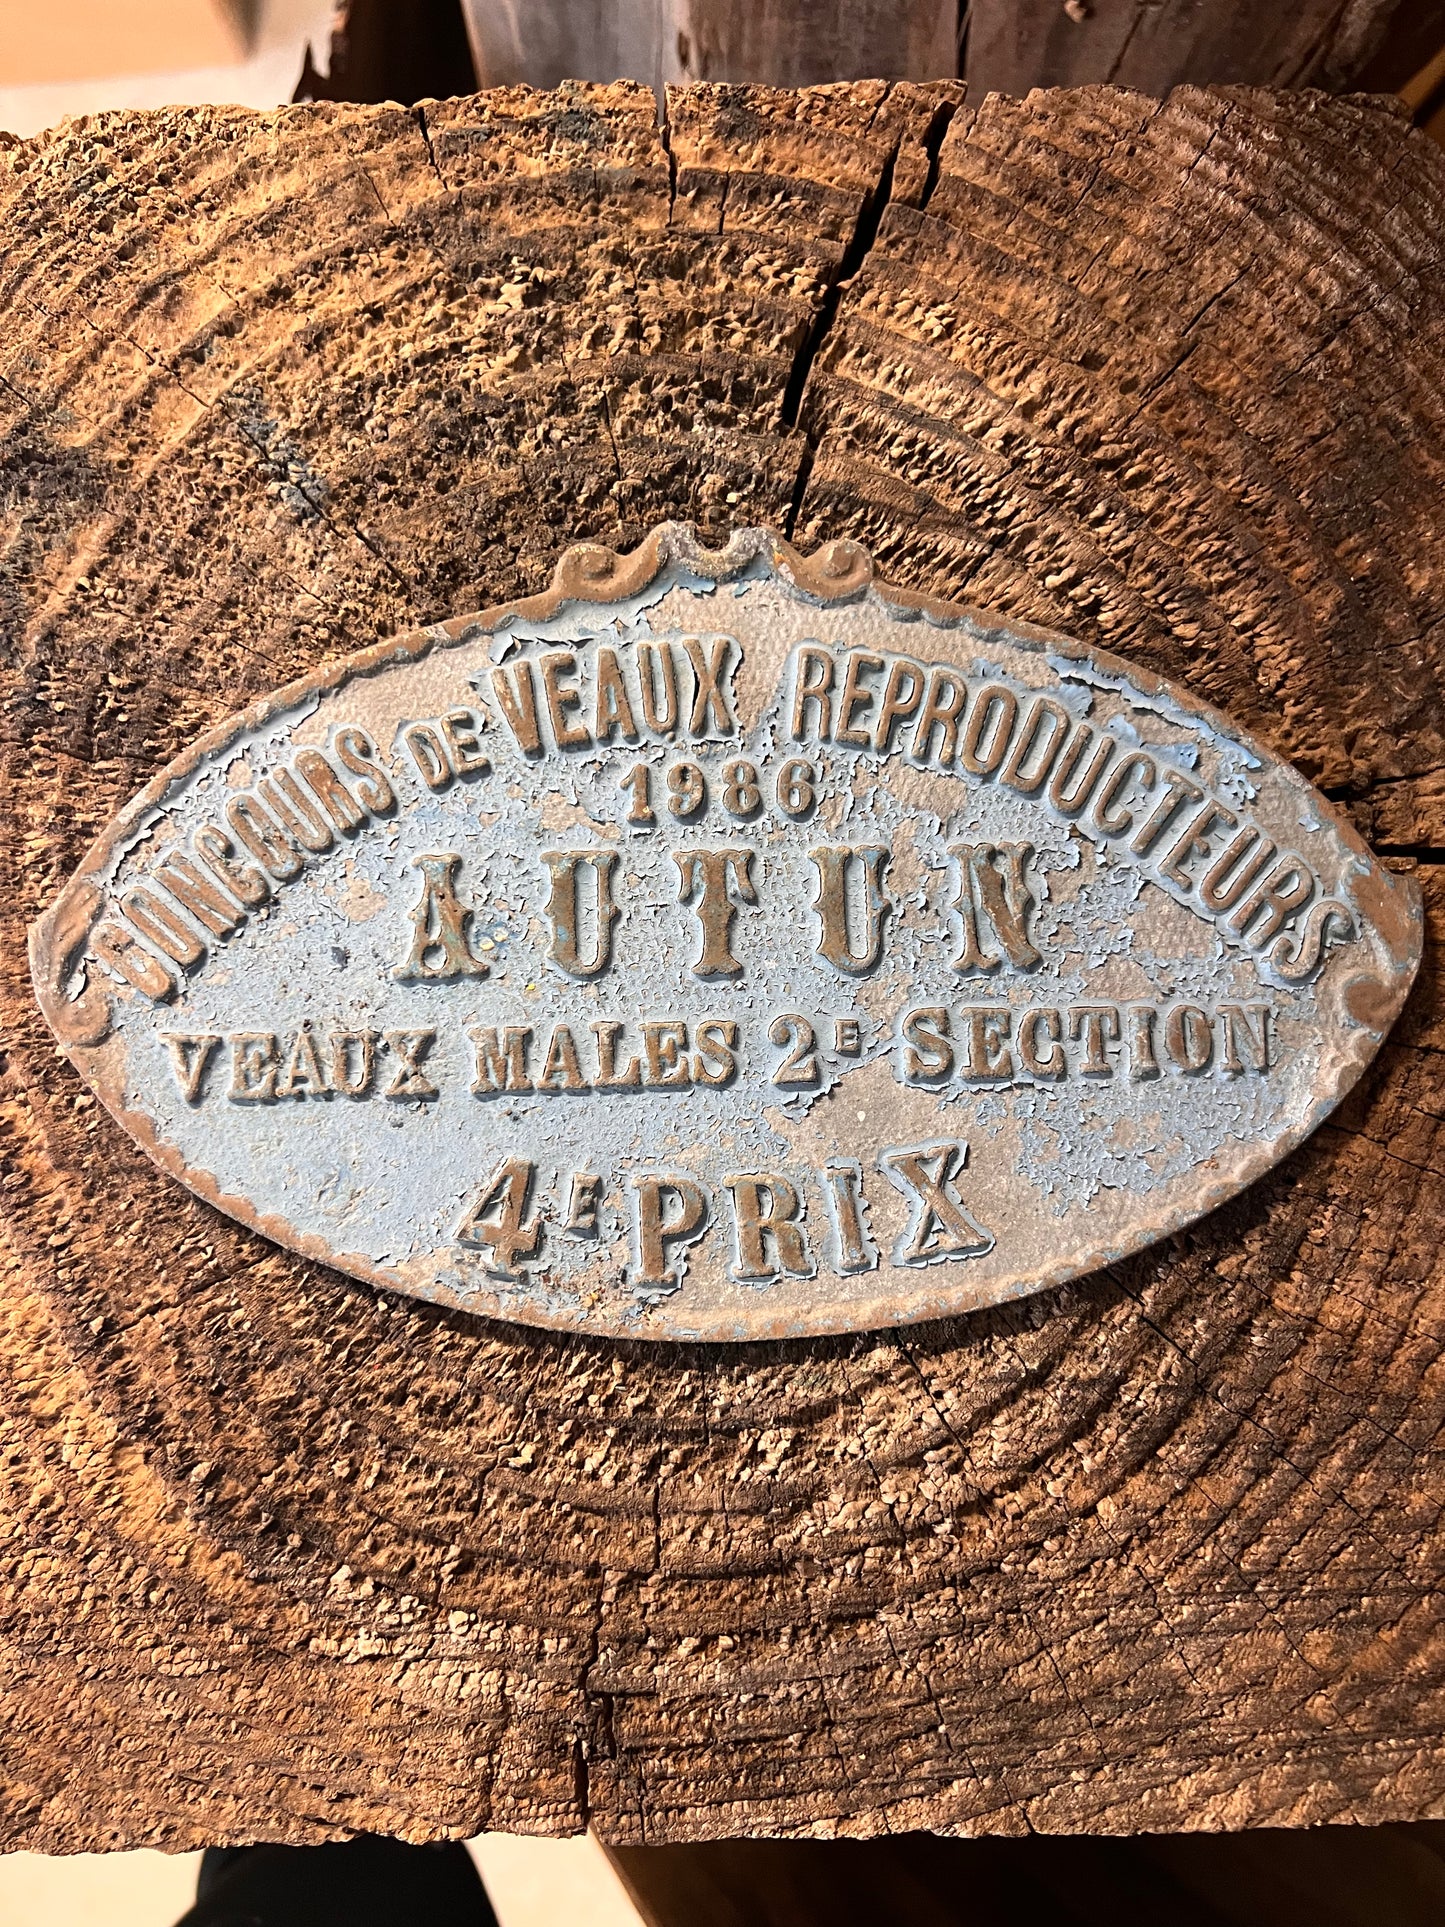 CONCOURS DE VEAUX REPRODUCTEURS
1986
AUTUN
VEAUX MALES 2E SECTION
4E PRIX